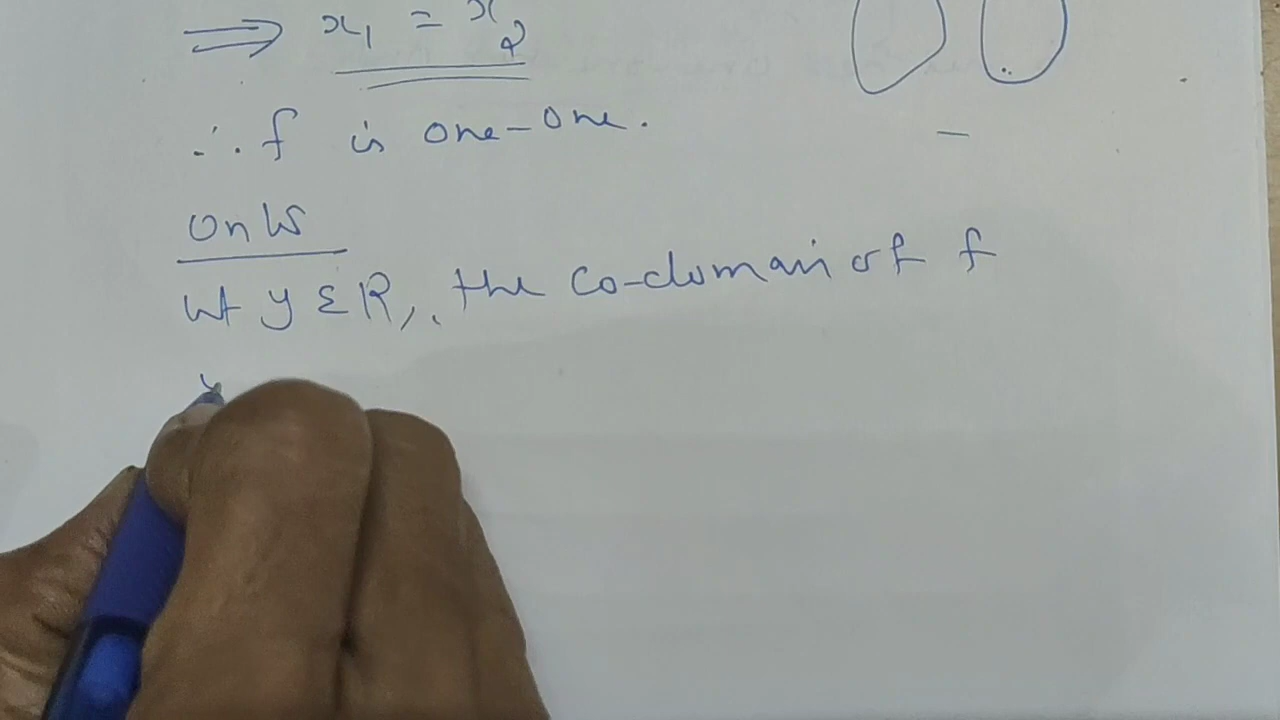 ⟹ x₁ = x₂
∴ f is one-one.
Onto
Let y ∈ R, the co-domain of f